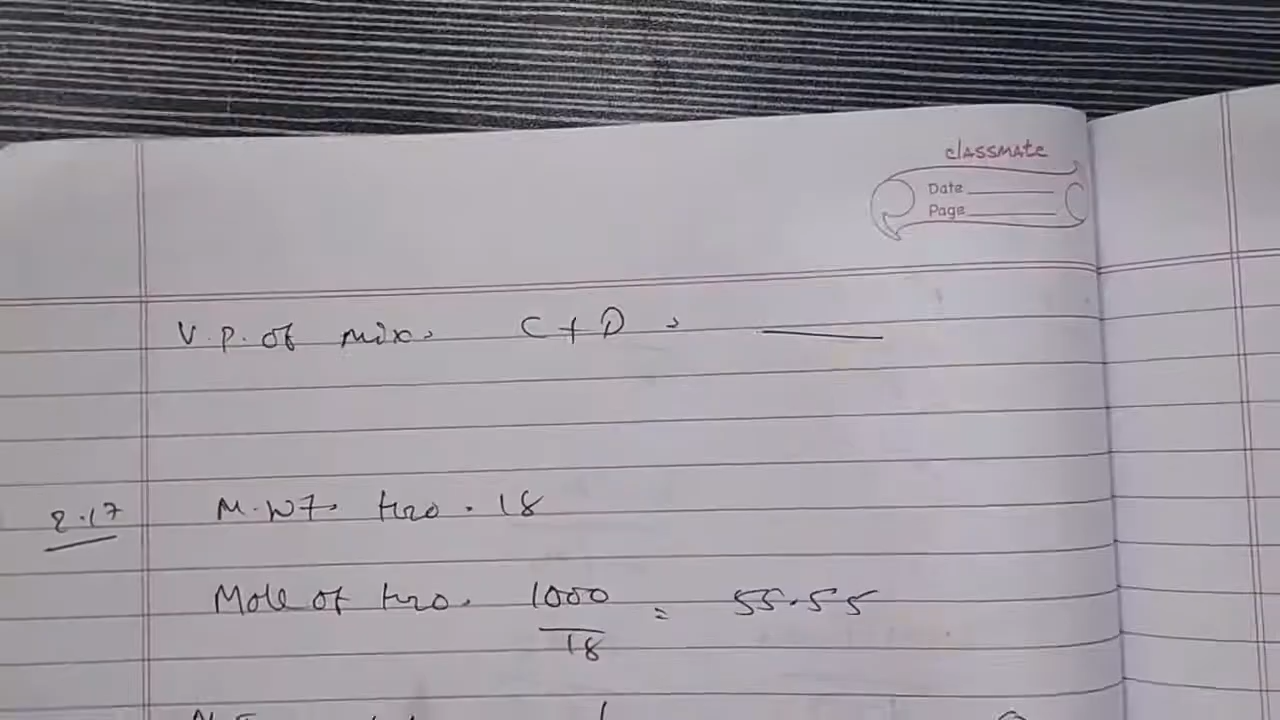 classmate
Date
Page
V.P. of mix. C + D =
2.17 M.WT. H2O . 18
Mole of H2O. 1000/18 = 55.55